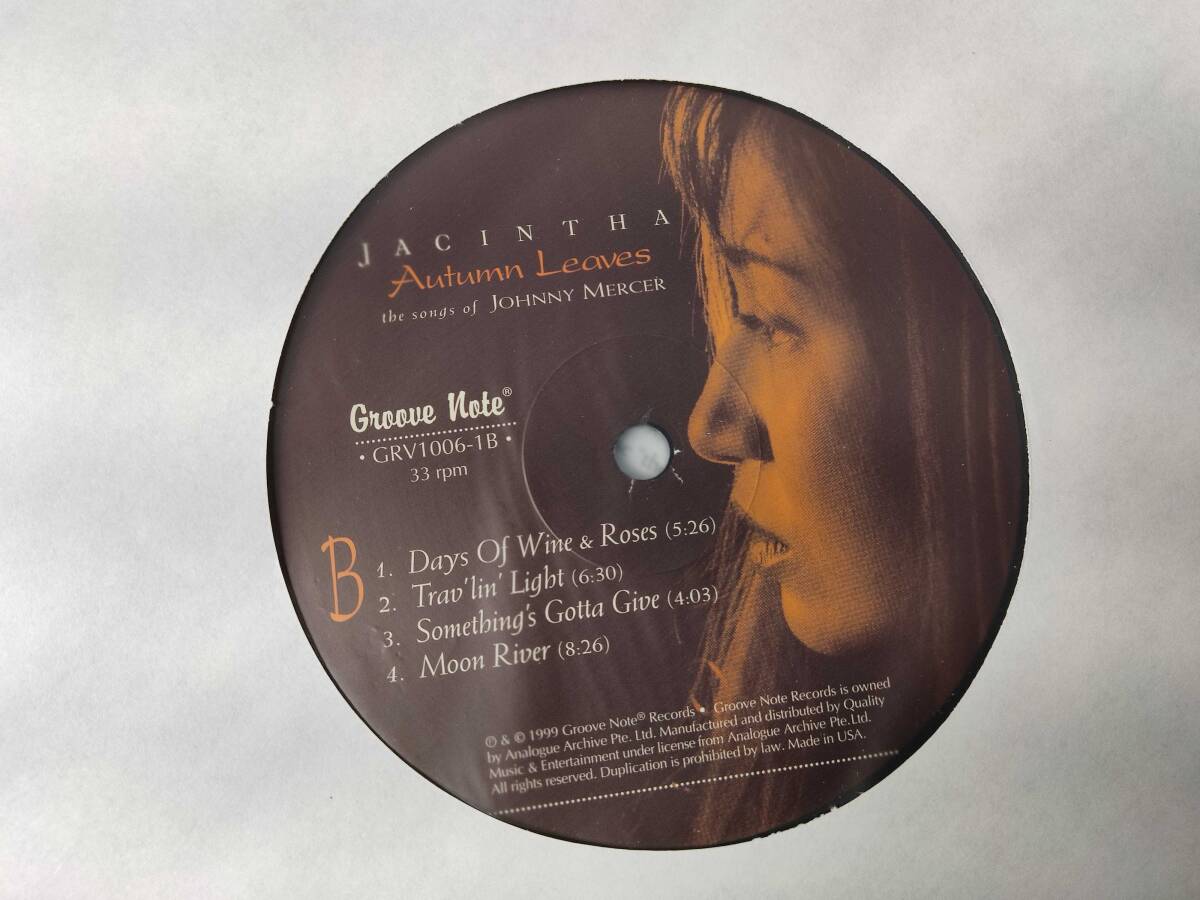 JACINTHA
Autumn Leaves
the songs of JOHNNY MERCER
Groove Note®
• GRV1006-1B •
33 rpm
B
1. Days Of Wine & Roses (5:26)
2. Trav'lin' Light (6:30)
3. Something's Gotta Give (4:03)
4. Moon River (8:26)
℗ & © 1999 Groove Note® Records • Groove Note Records is owned
by Analogue Archive Pte. Ltd. Manufactured and distributed by Quality
Music & Entertainment under license from Analogue Archive Pte.Ltd.
All rights reserved. Duplication is prohibited by law. Made in USA.